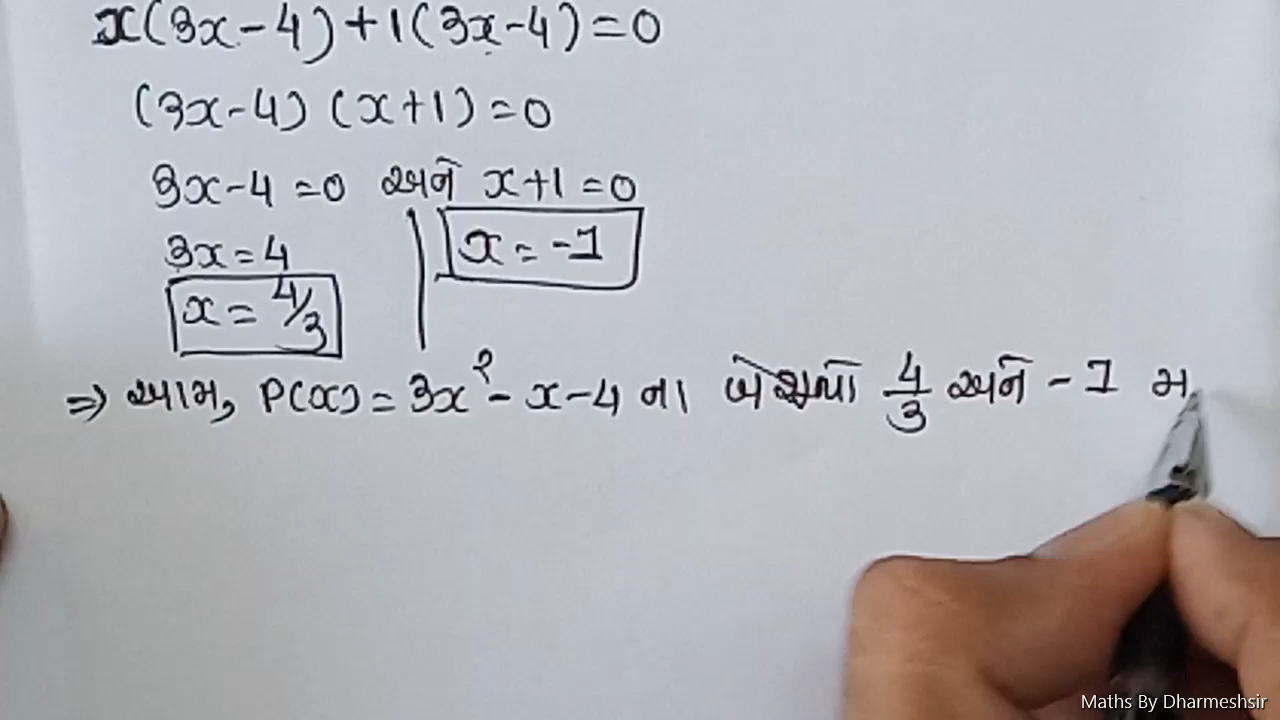 x(3x-4)+1(3x-4)=0
(3x-4) (x+1)=0
3x-4=0 અને x+1=0
3x=4
x=-1
x=4/3
⇒ આમ, P(x)=3x²-x-4 ના બે શૂન્યો 4/3 અને -1 મ
Maths By Dharmeshsir